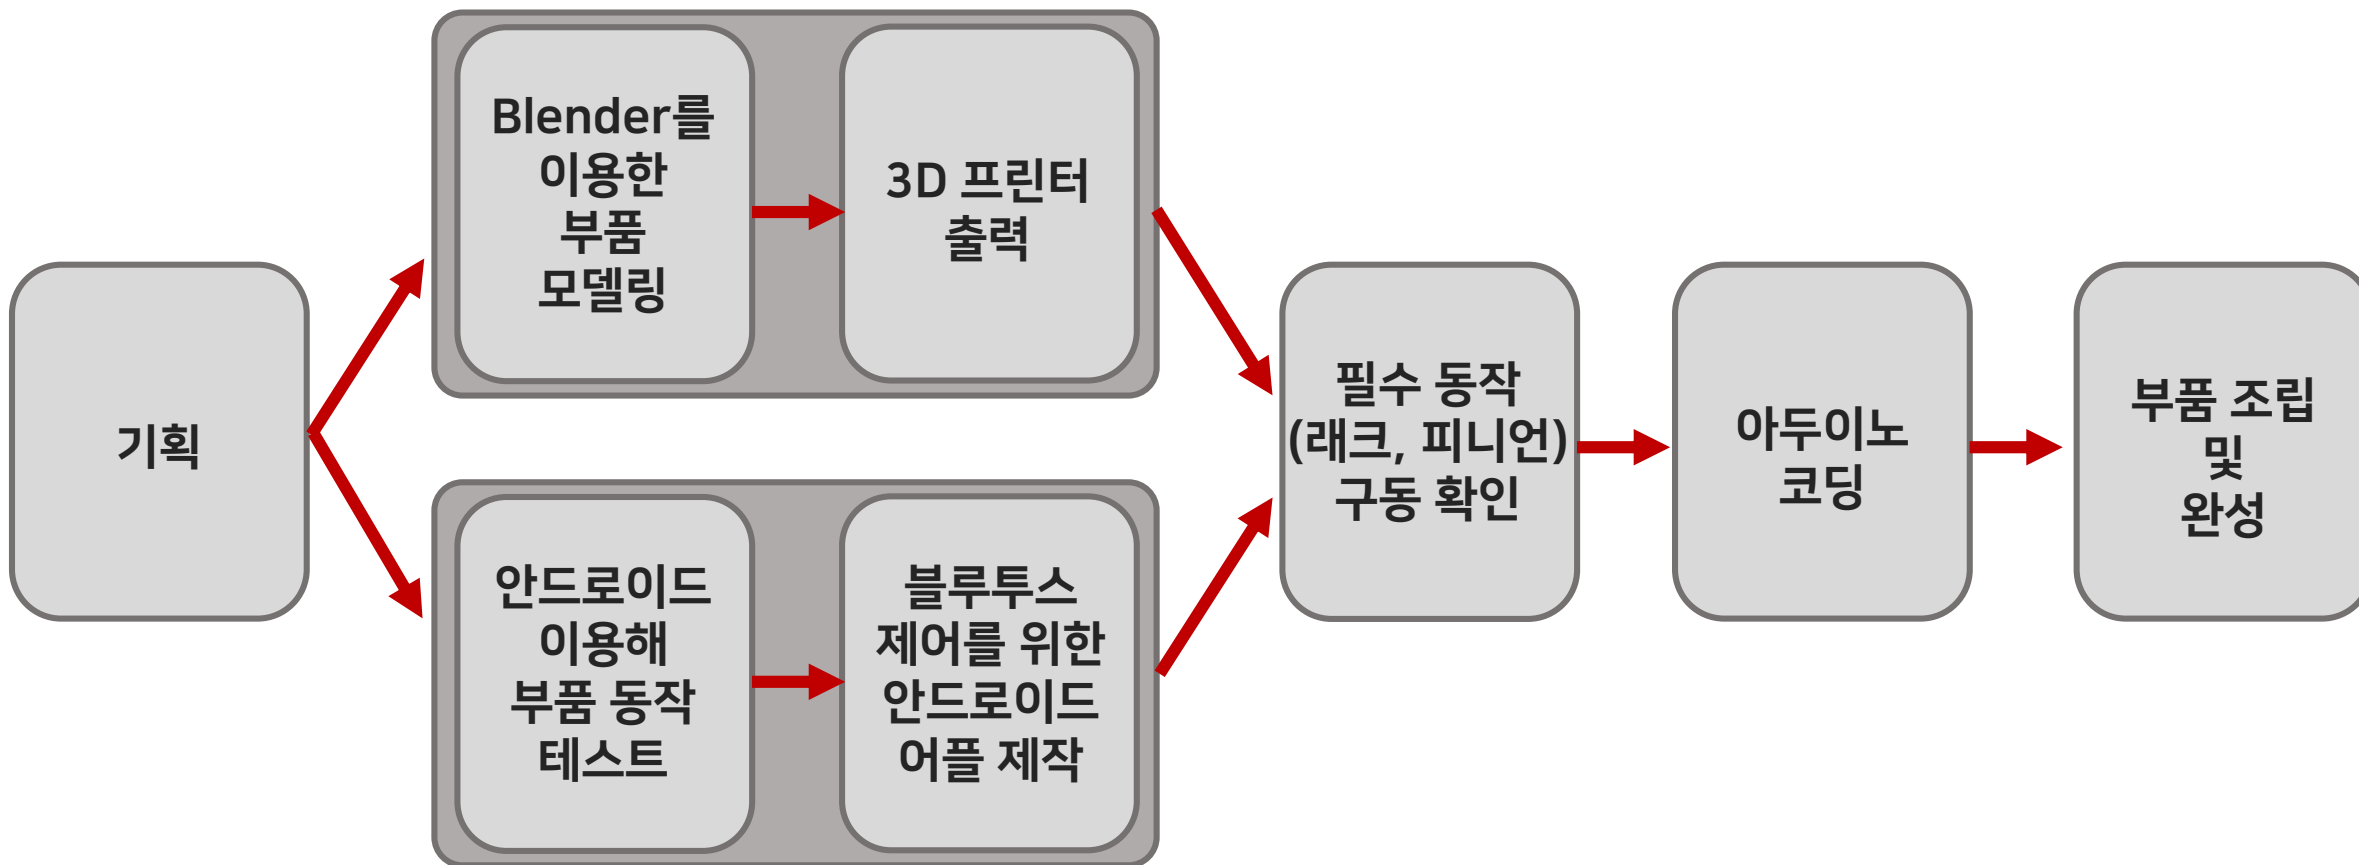 기획
Blender를
이용한
부품
모델링
3D 프린터
출력
안드로이드
이용해
부품 동작
테스트
블루투스
제어를 위한
안드로이드
어플 제작
필수 동작
(래크, 피니언)
구동 확인
아두이노
코딩
부품 조립
및
완성